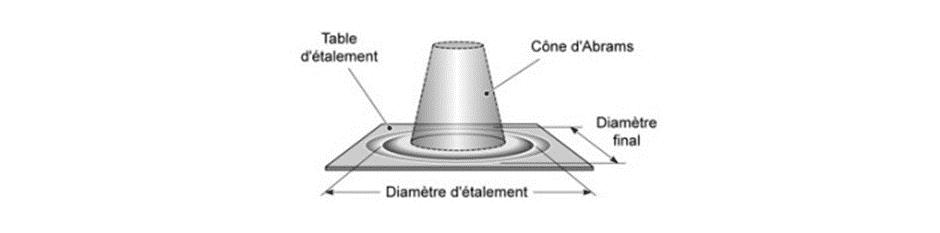 Table
d'étalement
Cône d'Abrams
Diamètre
final
Diamètre d'étalement